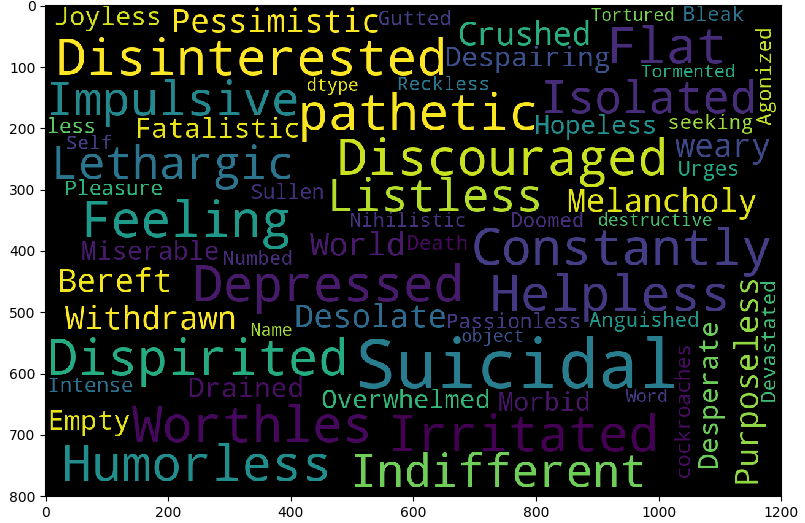 0
Joyless Pessimistic Gutted Tortured Bleak
Crushed Flat
Disinterested Despairing Agonized
100
Tormented
Impulsive dtype Reckless Isolated
pathetic
200
less Fatalistic Hopeless seeking
Self weary
Lethargic Discouraged Urges
300
Pleasure Sullen Listless Melancholy
Feeling Nihilistic Doomed destructive
400
Miserable Numbed World Death Constantly
Bereft Depressed Helpless
500
Withdrawn Name Desolate Passionless Anguished
object
Dispirited Suicidal Desperate Purposeless Devastated
600
Intense Drained Overwhelmed Morbid Word
Empty Worthles Irritated cockroaches
700
Humorless Indifferent
800
0 200 400 600 800 1000 1200